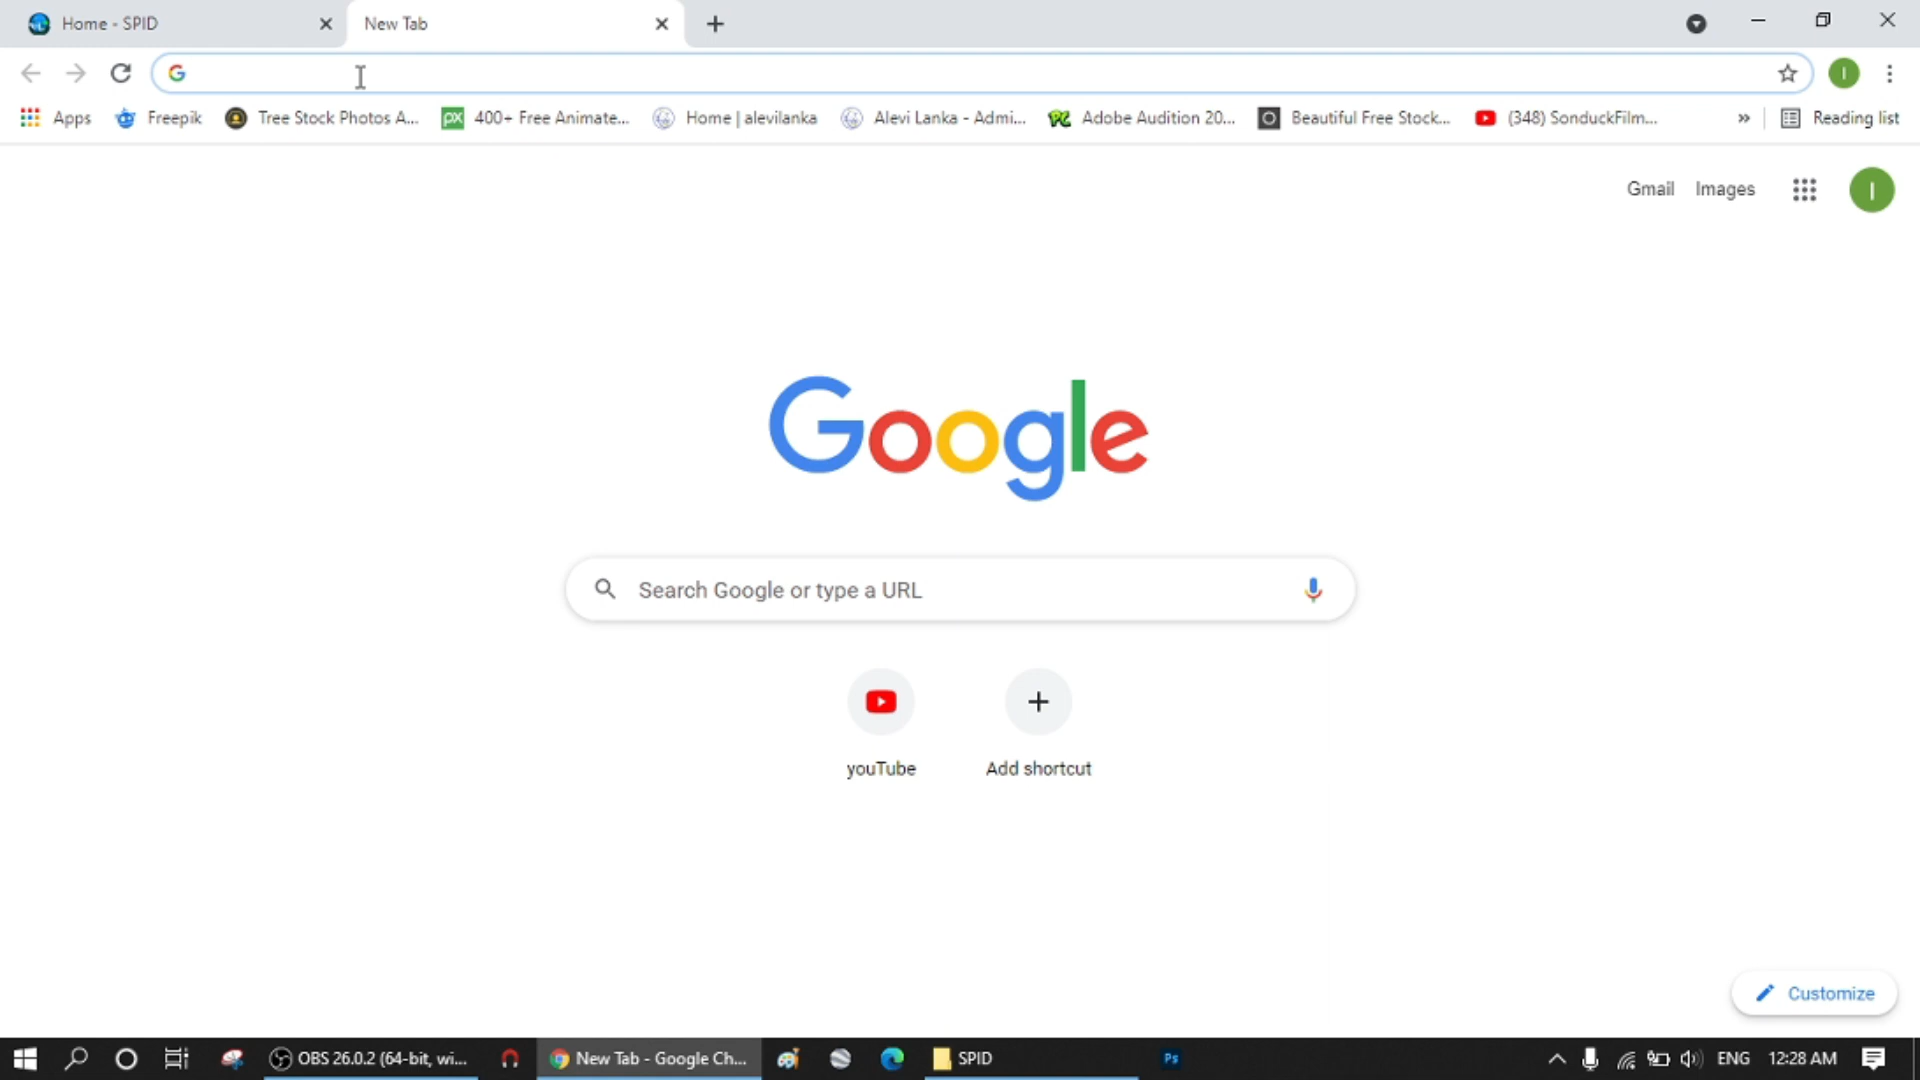 Home - SPID
New Tab
Apps
Freepik
Tree Stock Photos A...
400+ Free Animate...
Home | alevilanka
Alevi Lanka - Admi...
Adobe Audition 20...
Beautiful Free Stock...
(348) SonduckFilm...
»
Reading list
Gmail
Images
I
Google
Search Google or type a URL
youTube
Add shortcut
Customize
OBS 26.0.2 (64-bit, wi...
New Tab - Google Ch...
SPID
Ps
ENG
12:28 AM